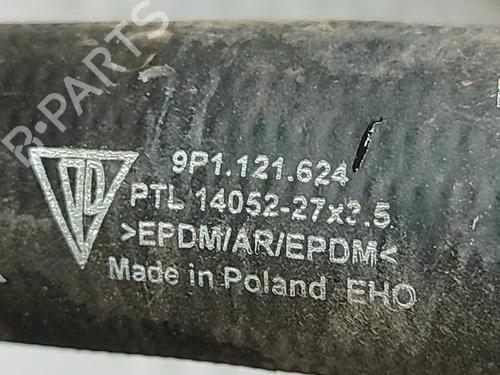 R-PARTS
9P1.121.624
PTL 14052-27x3.5
>EPDM/AR/EPDM<
Made in Poland EHO